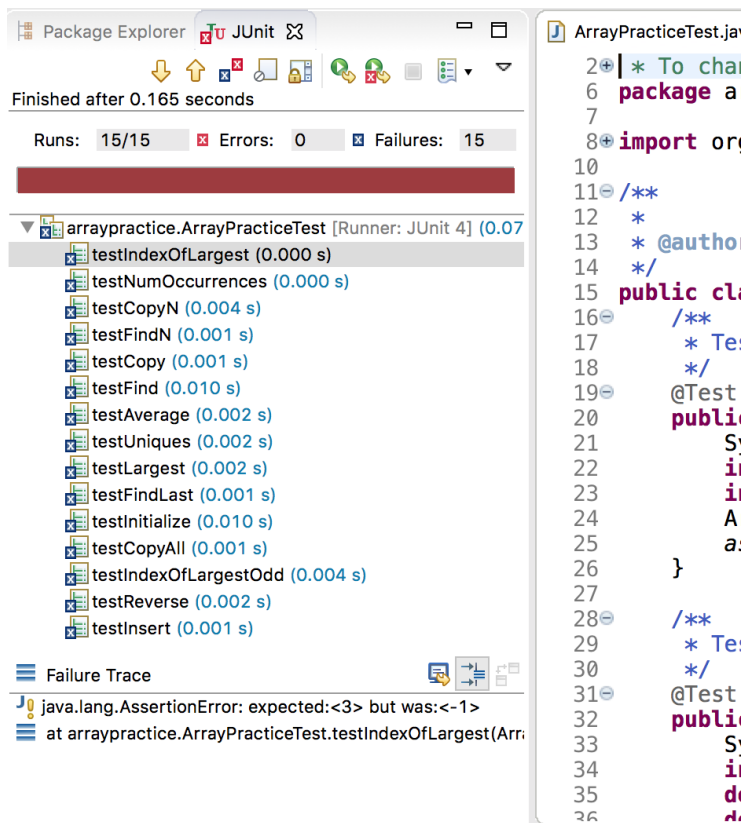 Package Explorer JUnit
Finished after 0.165 seconds
Runs: 15/15 Errors: 0 Failures: 15
arraypractice.ArrayPracticeTest [Runner: JUnit 4] (0.07
testIndexOfLargest (0.000 s)
testNumOccurrences (0.000 s)
testCopyN (0.004 s)
testFindN (0.001 s)
testCopy (0.001 s)
testFind (0.010 s)
testAverage (0.002 s)
testUniques (0.002 s)
testLargest (0.002 s)
testFindLast (0.001 s)
testInitialize (0.010 s)
testCopyAll (0.001 s)
testIndexOfLargestOdd (0.004 s)
testReverse (0.002 s)
testInsert (0.001 s)
Failure Trace
java.lang.AssertionError: expected:<3> but was:<-1>
at arraypractice.ArrayPracticeTest.testIndexOfLargest(Arr
ArrayPracticeTest.jav
2 * To chan
6 package a
7
8 import org
10
11 /**
12 *
13 * @author
14 */
15 public cla
16 /**
17 * Tes
18 */
19 @Test
20 public
21 Sy
22 in
23 in
24 A
25 as
26 }
27
28 /**
29 * Tes
30 */
31 @Test
32 public
33 Sy
34 in
35 do
36 do